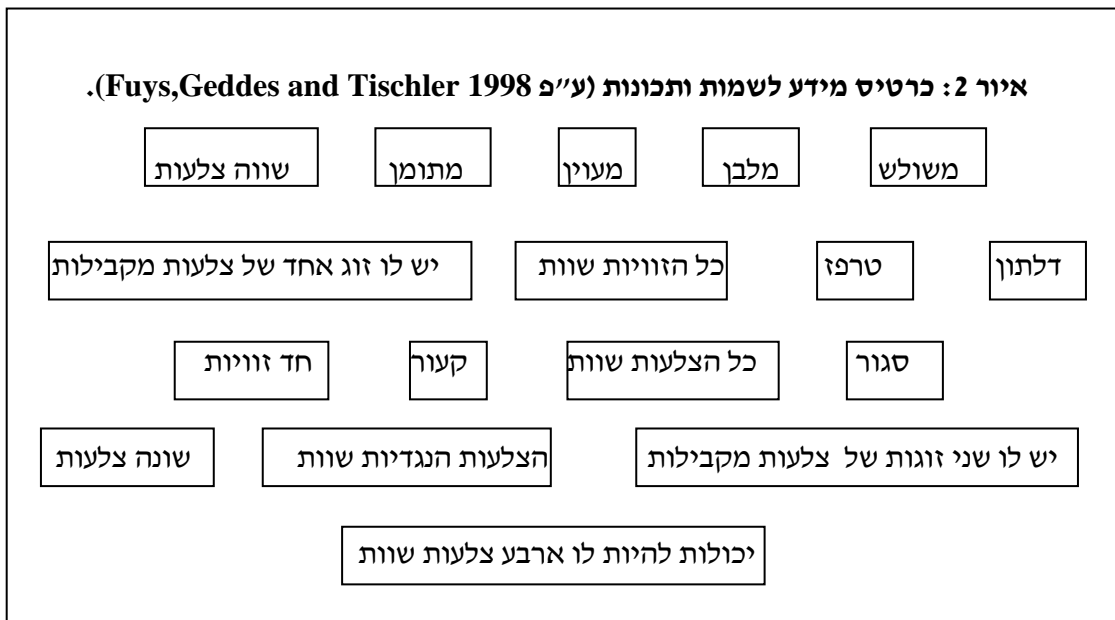 איור 2: כרטיס מידע לשמות ותכונות (ע״פ Fuys,Geddes and Tischler 1998).
משולש מלבן מעוין מתומן שווה צלעות
דלתון טרפז כל הזוויות שוות יש לו זוג אחד של צלעות מקבילות
סגור כל הצלעות שוות קעור חד זוויות
יש לו שני זוגות של צלעות מקבילות הצלעות הנגדיות שוות שונה צלעות
יכולות להיות לו ארבע צלעות שוות